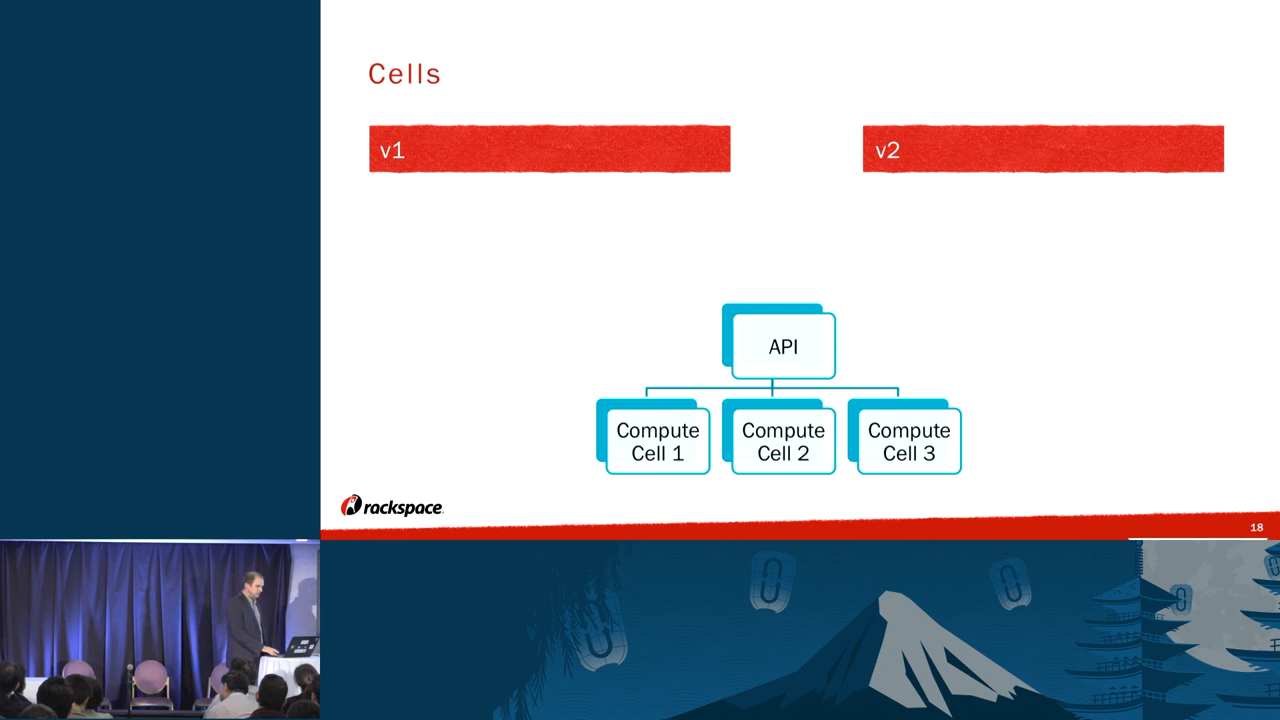 Cells
v1
v2
API
Compute
Cell 1
Compute
Cell 2
Compute
Cell 3
rackspace
18